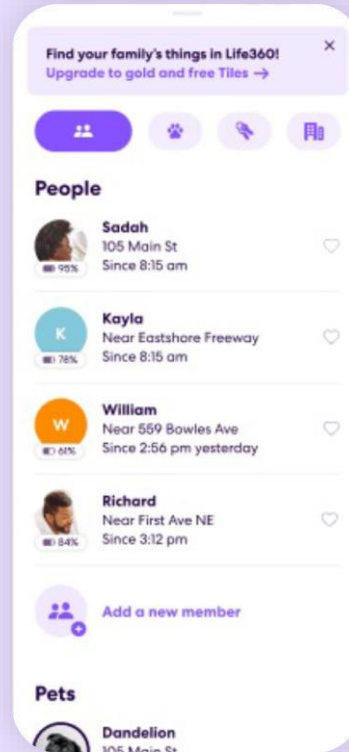 Find your family's things in Life360!
Upgrade to gold and free Tiles →
People
Sadah
105 Main St
Since 8:15 am
95%
K
Kayla
Near Eastshore Freeway
Since 8:15 am
78%
W
William
Near 559 Bowles Ave
Since 2:56 pm yesterday
61%
Richard
Near First Ave NE
Since 3:12 pm
84%
Add a new member
Pets
Dandelion
105 Main St